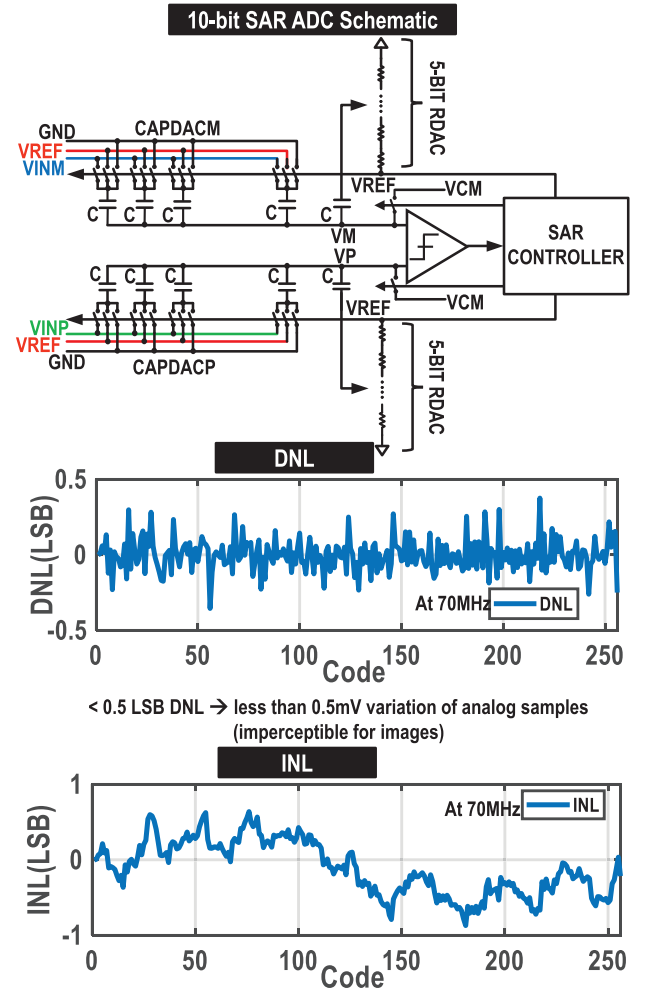 10-bit SAR ADC Schematic
5-BIT RDAC
GND
CAPDACM
VREF
VINM
VREF
VCM
C C C C C
VM
SAR
CONTROLLER
VP
C C C C C
VREF
VCM
VINP
VREF
GND
CAPDACP
5-BIT RDAC
DNL
0.5
0
-0.5
DNL(LSB)
At 70MHz DNL
0 50 100 150 200 250
Code
< 0.5 LSB DNL → less than 0.5mV variation of analog samples
(imperceptible for images)
INL
1
0
-1
INL(LSB)
At 70MHz INL
0 50 100 150 200 250
Code